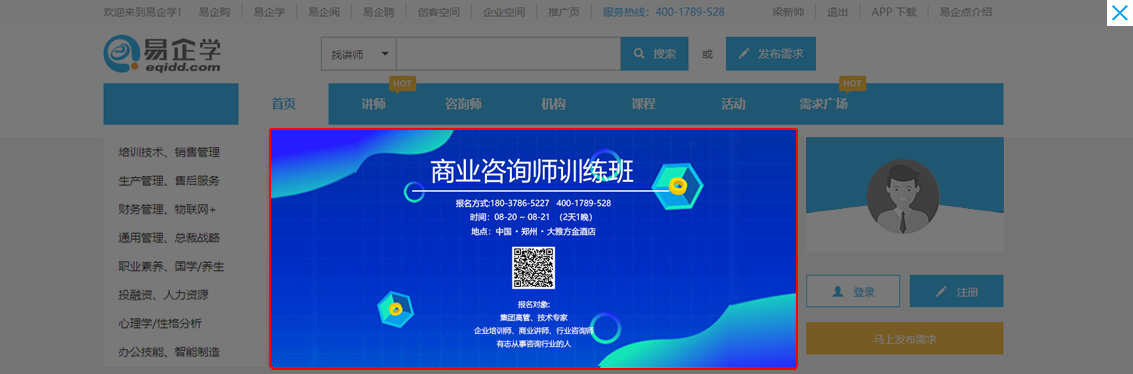 欢迎来到易企学！ 易企购 易企学 易企阅 易企聘 创客空间 企业空间 推广页 服务热线：400-1789-528 梁新帅 退出 APP 下载 易企点介绍
易企学
eqidd.com
找讲师 搜索 或 发布需求
首页 讲师 HOT 咨询师 机构 课程 活动 需求广场 HOT
培训技术、销售管理
生产管理、售后服务
财务管理、物联网+
通用管理、总裁战略
职业素养、国学/养生
投融资、人力资源
心理学/性格分析
办公技能、智能制造
商业咨询师训练班
报名方式:180-3786-5227 400-1789-528
时间：08-20 ~ 08-21 （2天1晚）
地点：中国·郑州·大雅方金酒店
报名对象:
集团高管、技术专家
企业培训师、商业讲师、行业咨询师
有志从事咨询行业的人
登录 注册
马上发布需求